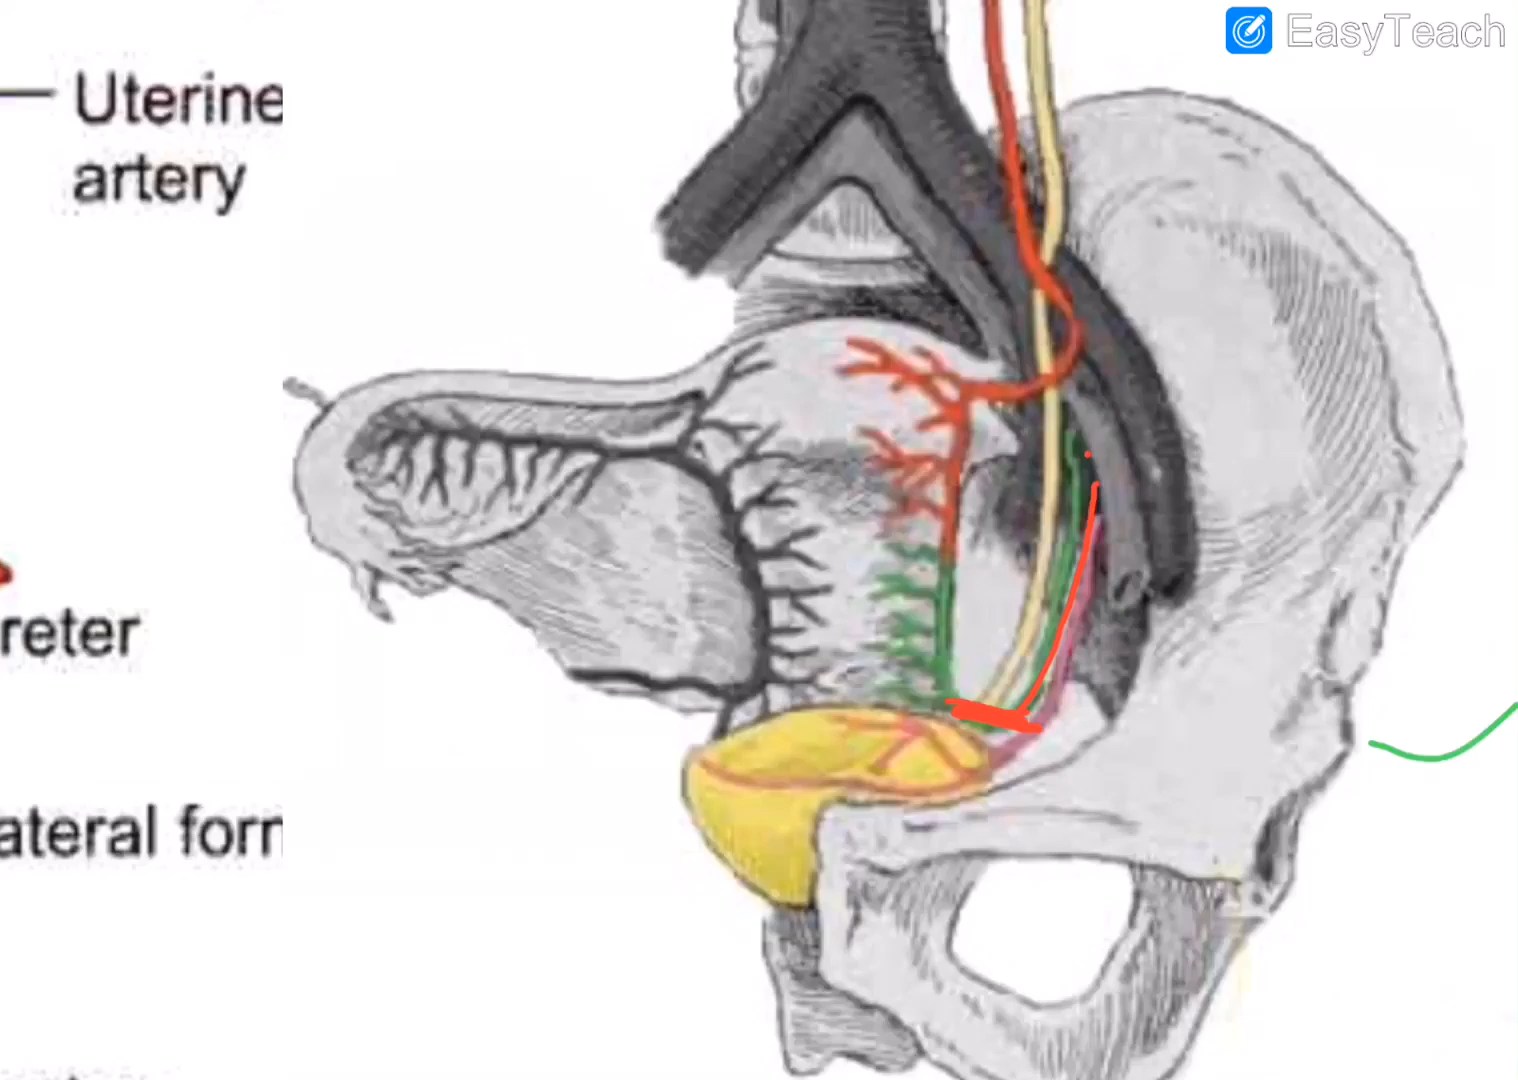 EasyTeach
Uterine
artery
reter
ateral forr